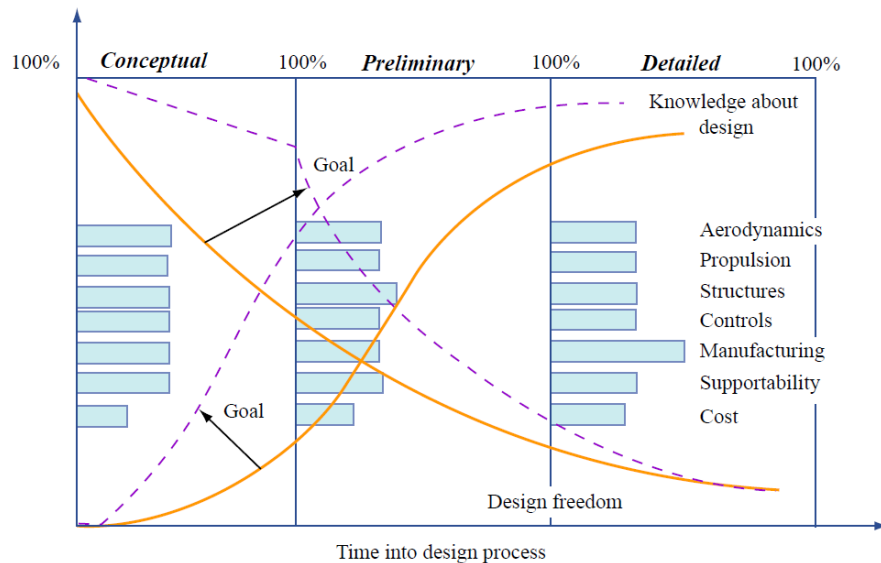 Conceptual
Preliminary
Detailed
100%
100%
100%
100%
Knowledge about
design
Goal
Aerodynamics
Propulsion
Structures
Controls
Manufacturing
Supportability
Goal
Cost
Design freedom
Time into design process